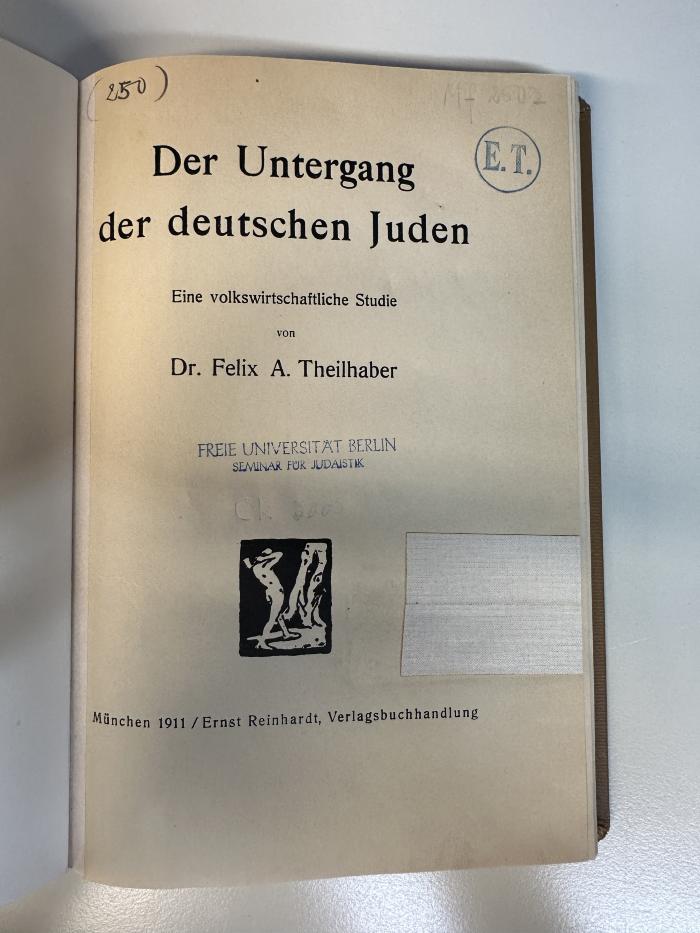 (250)
E.T.
Der Untergang
der deutschen Juden
Eine volkswirtschaftliche Studie
von
Dr. Felix A. Theilhaber
FREIE UNIVERSITÄT BERLIN
SEMINAR FÜR JUDAISTIK
München 1911 / Ernst Reinhardt, Verlagsbuchhandlung